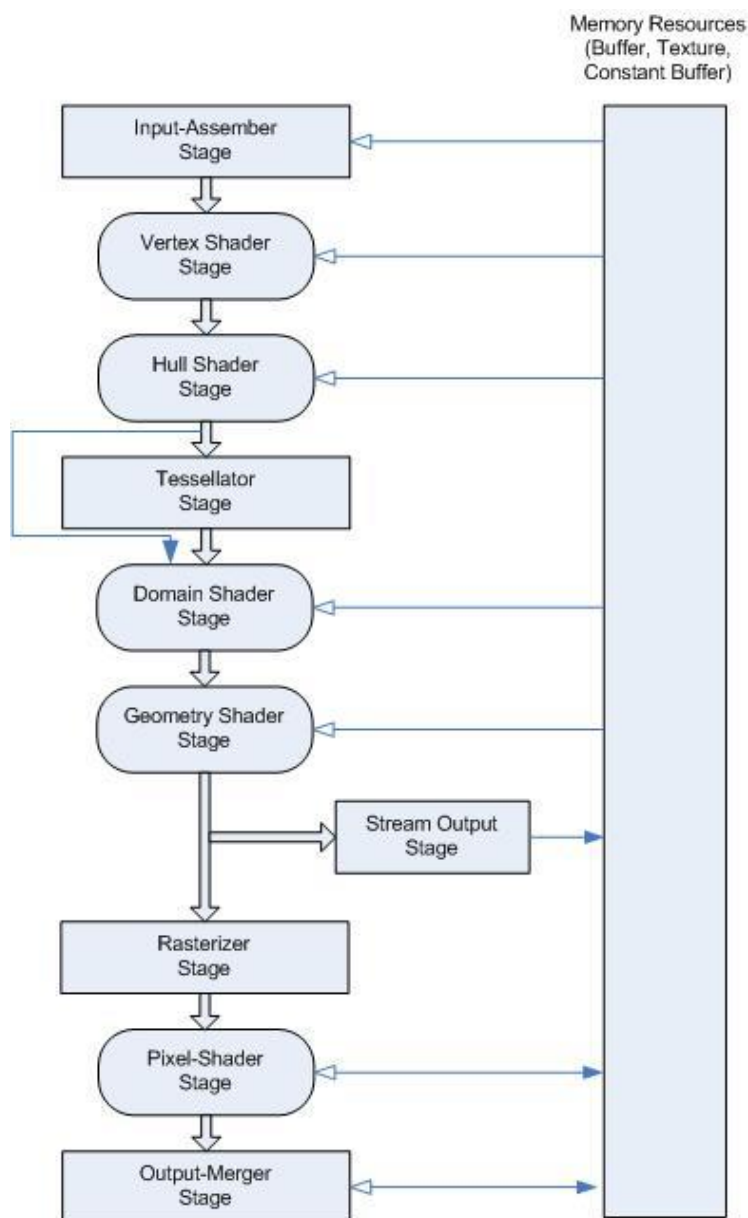 Memory Resources
(Buffer, Texture,
Constant Buffer)
Input-Assember
Stage
Vertex Shader
Stage
Hull Shader
Stage
Tessellator
Stage
Domain Shader
Stage
Geometry Shader
Stage
Stream Output
Stage
Rasterizer
Stage
Pixel-Shader
Stage
Output-Merger
Stage